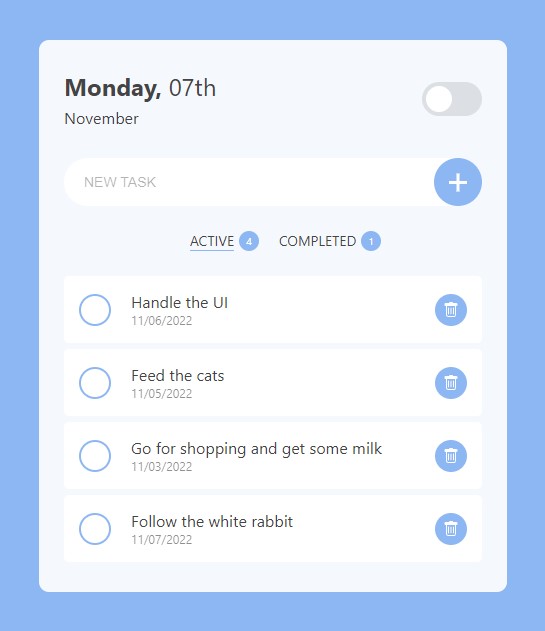 Monday, 07th
November
NEW TASK
ACTIVE 4 COMPLETED 1
Handle the UI
11/06/2022
Feed the cats
11/05/2022
Go for shopping and get some milk
11/03/2022
Follow the white rabbit
11/07/2022